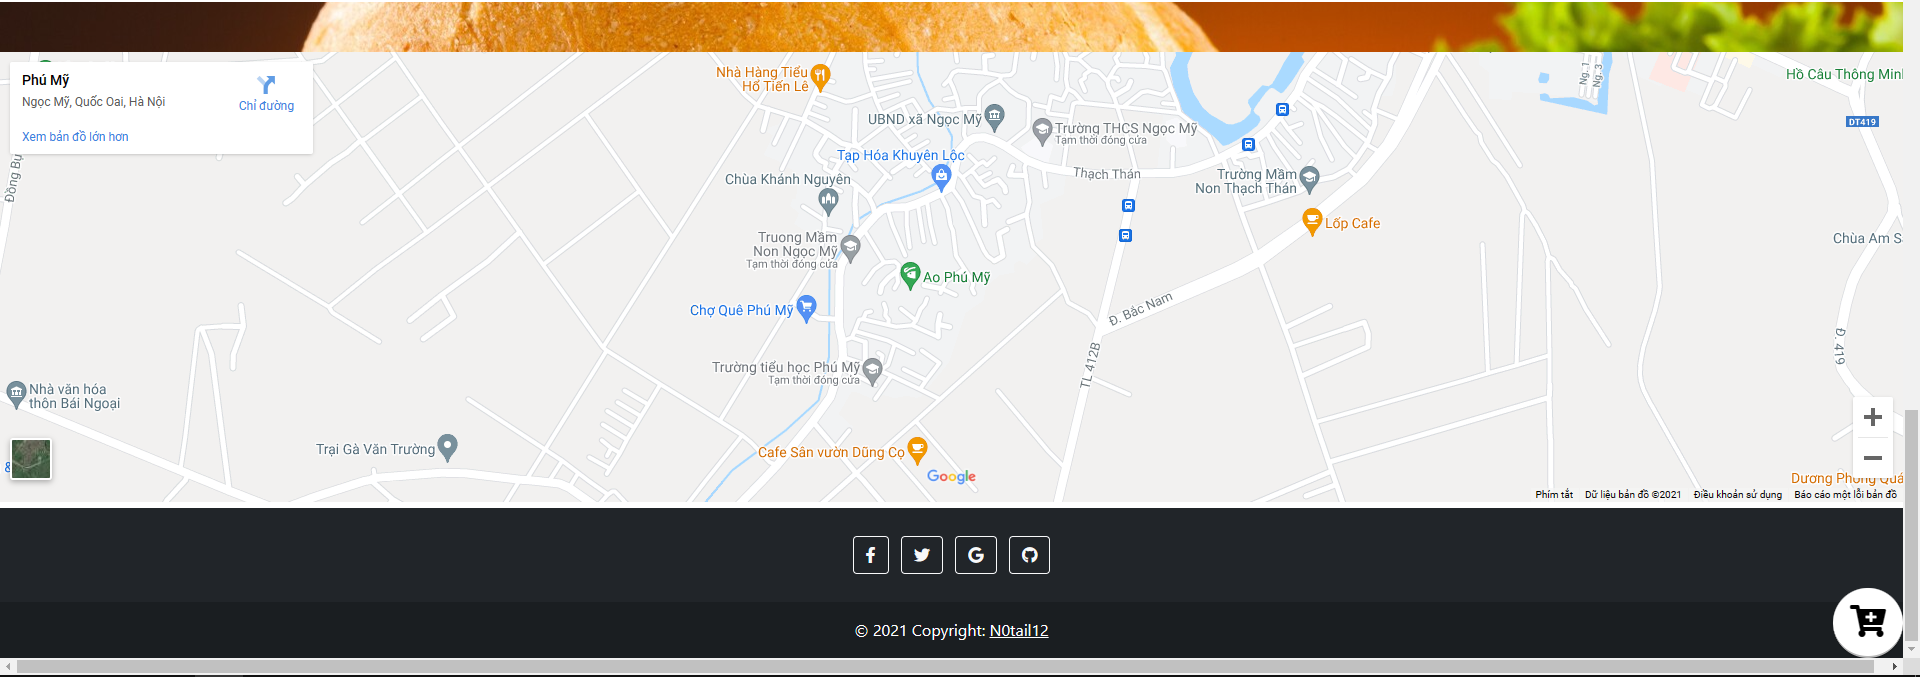 Phú Mỹ
Ngọc Mỹ, Quốc Oai, Hà Nội
Chỉ đường
Xem bản đồ lớn hơn
Nhà Hàng Tiểu
Hổ Tiến Lê
UBND xã Ngọc Mỹ
Trường THCS Ngọc Mỹ
Tạm thời đóng cửa
Tạp Hóa Khuyên Lộc
Chùa Khánh Nguyên
Thạch Thán
Trường Mầm
Non Thạch Thán
Lốp Cafe
Ng. 1
Ng. 3
Hồ Câu Thông Minh
DT419
Chùa Am S
Truong Mầm
Non Ngọc Mỹ
Tạm thời đóng cửa
Ao Phú Mỹ
Chợ Quê Phú Mỹ
Đ. Bắc Nam
TL 412B
Đ. 419
Trường tiểu học Phú Mỹ
Tạm thời đóng cửa
Nhà văn hóa
thôn Bái Ngoại
Trại Gà Văn Trường
Cafe Sân vườn Dũng Cọ
Google
&
Phím tắt
Dữ liệu bản đồ ©2021
Điều khoản sử dụng
Báo cáo một lỗi bản đồ
© 2021 Copyright: N0tail12